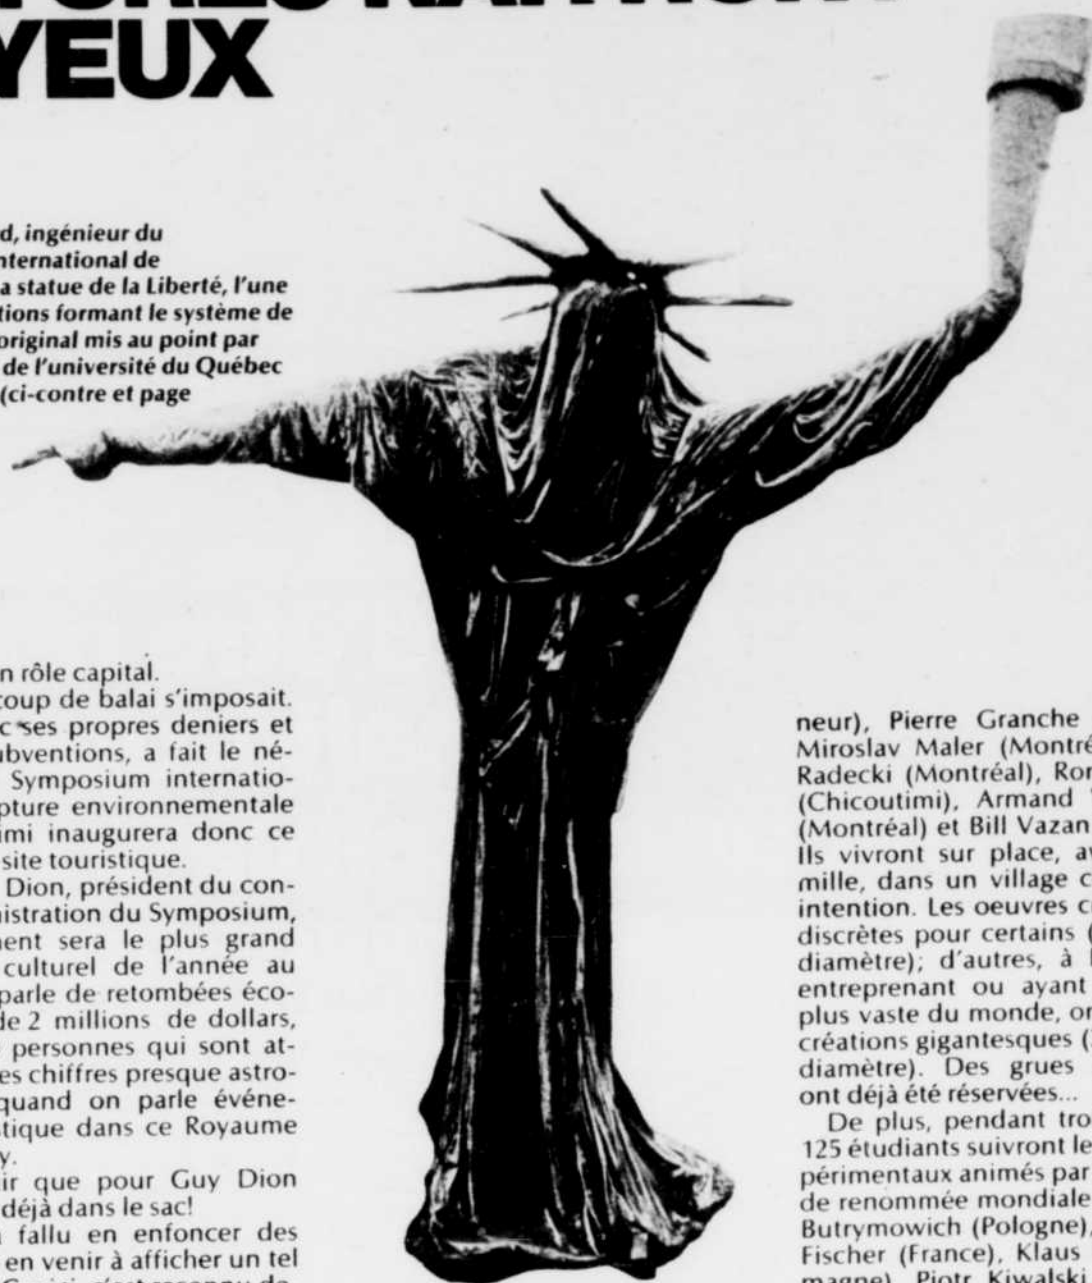 YEUX
d, ingénieur du
nternational de
a statue de la Liberté, l'une
tions formant le système de
original mis au point par
de l'université du Québec
(ci-contre et page
n rôle capital.
coup de balai s'imposait.
c ses propres deniers et
ubventions, a fait le né-
Symposium internatio-
pture environnementale
imi inaugurera donc ce
site touristique.
Dion, président du con-
nistration du Symposium,
ment sera le plus grand
culturel de l'année au
parle de retombées éco-
de 2 millions de dollars,
personnes qui sont at-
es chiffres presque astro-
quand on parle événe-
tique dans ce Royaume
y.
ir que pour Guy Dion
déjà dans le sac!
fallu en enfoncer des
en venir à afficher un tel
neur), Pierre Granche
Miroslav Maler (Montré
Radecki (Montréal), Ron
(Chicoutimi), Armand
(Montréal) et Bill Vazan
Ils vivront sur place, av
mille, dans un village c
intention. Les oeuvres c
discrètes pour certains (
diamètre); d'autres, à l
entreprenant ou ayant
plus vaste du monde, on
créations gigantesques (
diamètre). Des grues
ont déjà été réservées...
De plus, pendant tro
125 étudiants suivront le
périmentaux animés par
de renommée mondiale
Butrymowich (Pologne),
Fischer (France), Klaus
magne), Piotr Kiwalski